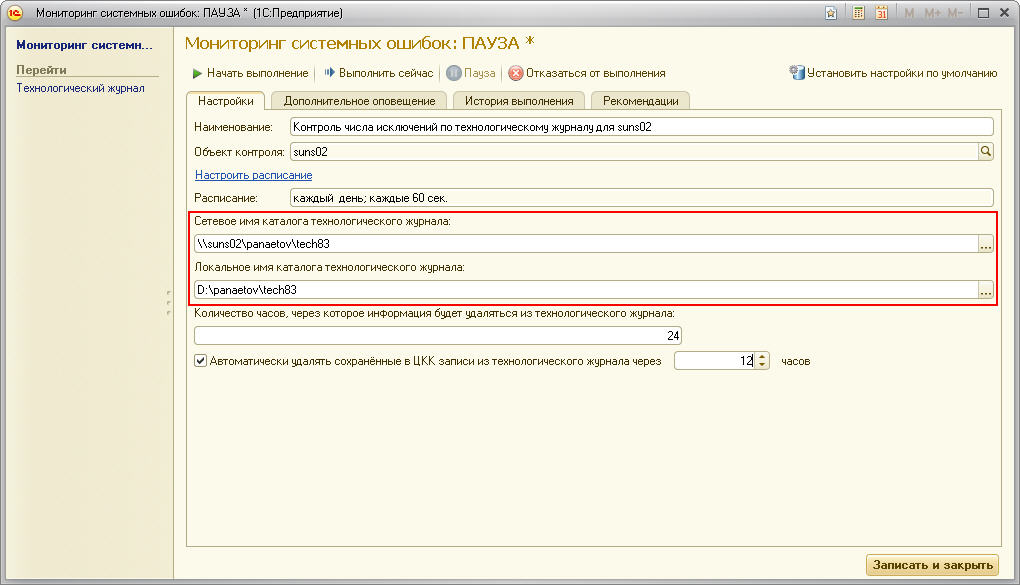 Мониторинг системных ошибок: ПАУЗА * (1С:Предприятие)
31 M M+ M-
Мониторинг системн...
Перейти
Технологический журнал
Мониторинг системных ошибок: ПАУЗА *
Начать выполнение Выполнить сейчас Пауза Отказаться от выполнения Установить настройки по умолчанию
Настройки Дополнительное оповещение История выполнения Рекомендации
Наименование: Контроль числа исключений по технологическому журналу для suns02
Объект контроля: suns02
Настроить расписание
Расписание: каждый день; каждые 60 сек.
Сетевое имя каталога технологического журнала:
\\suns02\panaetov\tech83 ...
Локальное имя каталога технологического журнала:
D:\panaetov\tech83 ...
Количество часов, через которое информация будет удаляться из технологического журнала:
24
Автоматически удалять сохранённые в ЦКК записи из технологического журнала через 12 часов
Записать и закрыть